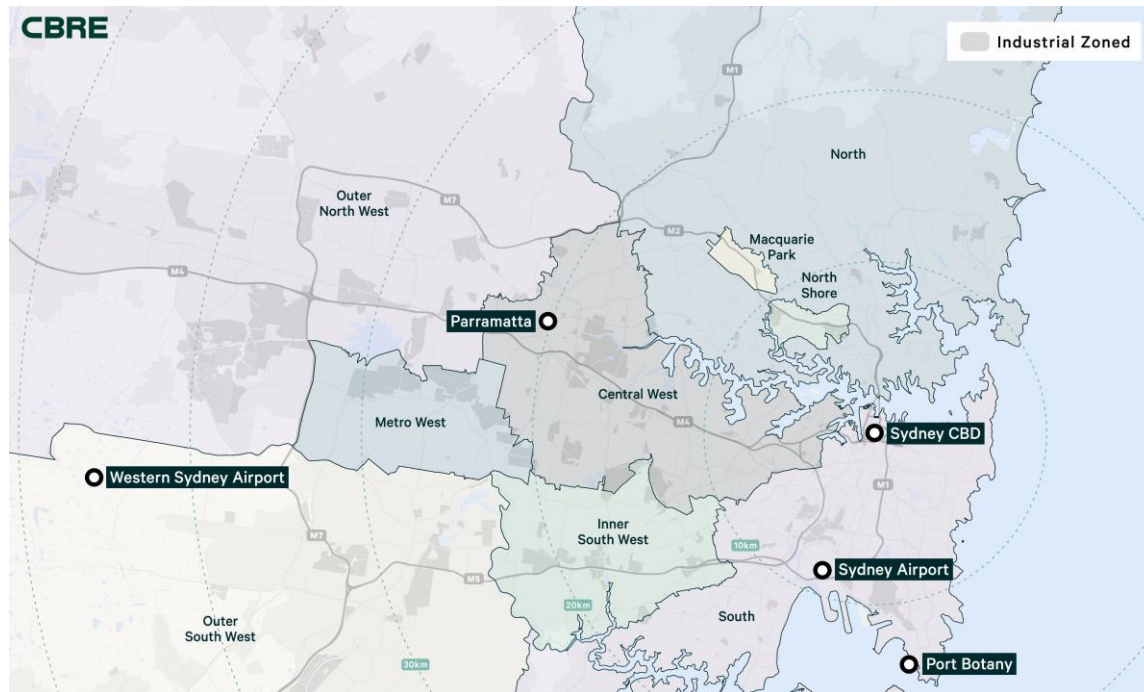 CBRE
Industrial Zoned
M1
North
Outer
North West
M7
M2
Macquarie
Park
M4
North
Shore
Parramatta
Central West
Metro West
M4
Sydney CBD
Western Sydney Airport
M1
Inner
South West
M7
10km
M5
Sydney Airport
20km
Outer
South West
South
30km
Port Botany